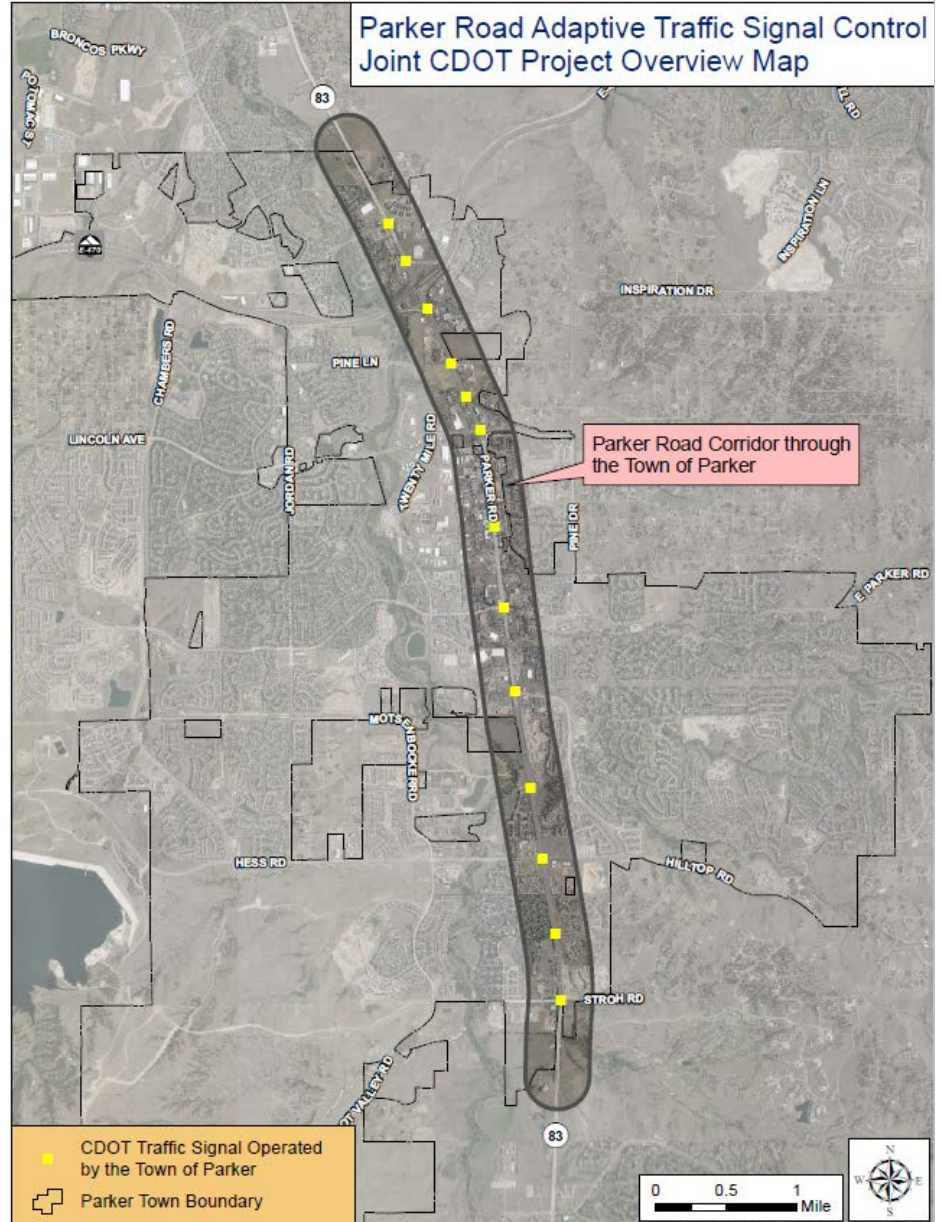 Parker Road Adaptive Traffic Signal Control
Joint CDOT Project Overview Map
BRONCOS PKWY
POTOMAC ST
83
E-470
INSPIRATION LN
INSPIRATION DR
CHAMBERS RD
PINE LN
LINCOLN AVE
JORDAN RD
TWENTY MILE RD
PARKER RD
Parker Road Corridor through
the Town of Parker
PINE DR
E PARKER RD
MOTSENBOCKER RD
HESS RD
HILLTOP RD
STROH RD
VALLEY RD
83
CDOT Traffic Signal Operated
by the Town of Parker
Parker Town Boundary
0 0.5 1
Mile
N
W E
S